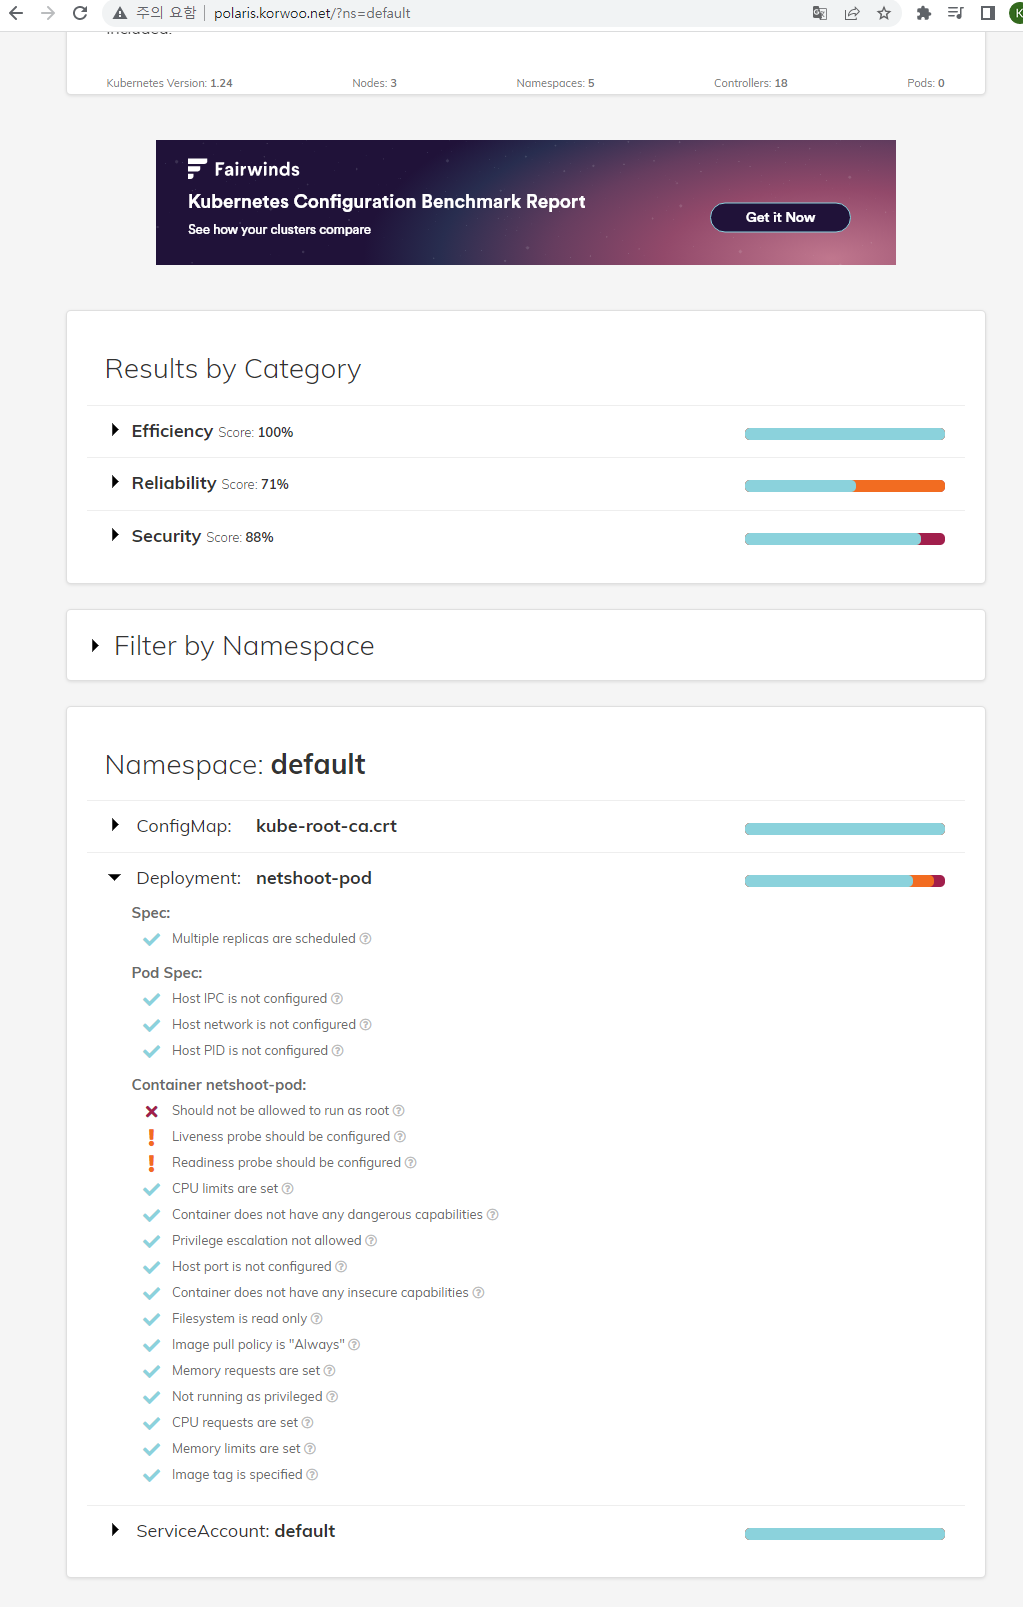 주의 요함 | polaris.korwoo.net/?ns=default
K
included.
Kubernetes Version: 1.24 Nodes: 3 Namespaces: 5 Controllers: 18 Pods: 0
Fairwinds
Kubernetes Configuration Benchmark Report
See how your clusters compare
Get it Now
Results by Category
Efficiency Score: 100%
Reliability Score: 71%
Security Score: 88%
Filter by Namespace
Namespace: default
ConfigMap: kube-root-ca.crt
Deployment: netshoot-pod
Spec:
Multiple replicas are scheduled ?
Pod Spec:
Host IPC is not configured ?
Host network is not configured ?
Host PID is not configured ?
Container netshoot-pod:
Should not be allowed to run as root ?
! Liveness probe should be configured ?
! Readiness probe should be configured ?
CPU limits are set ?
Container does not have any dangerous capabilities ?
Privilege escalation not allowed ?
Host port is not configured ?
Container does not have any insecure capabilities ?
Filesystem is read only ?
Image pull policy is "Always" ?
Memory requests are set ?
Not running as privileged ?
CPU requests are set ?
Memory limits are set ?
Image tag is specified ?
ServiceAccount: default